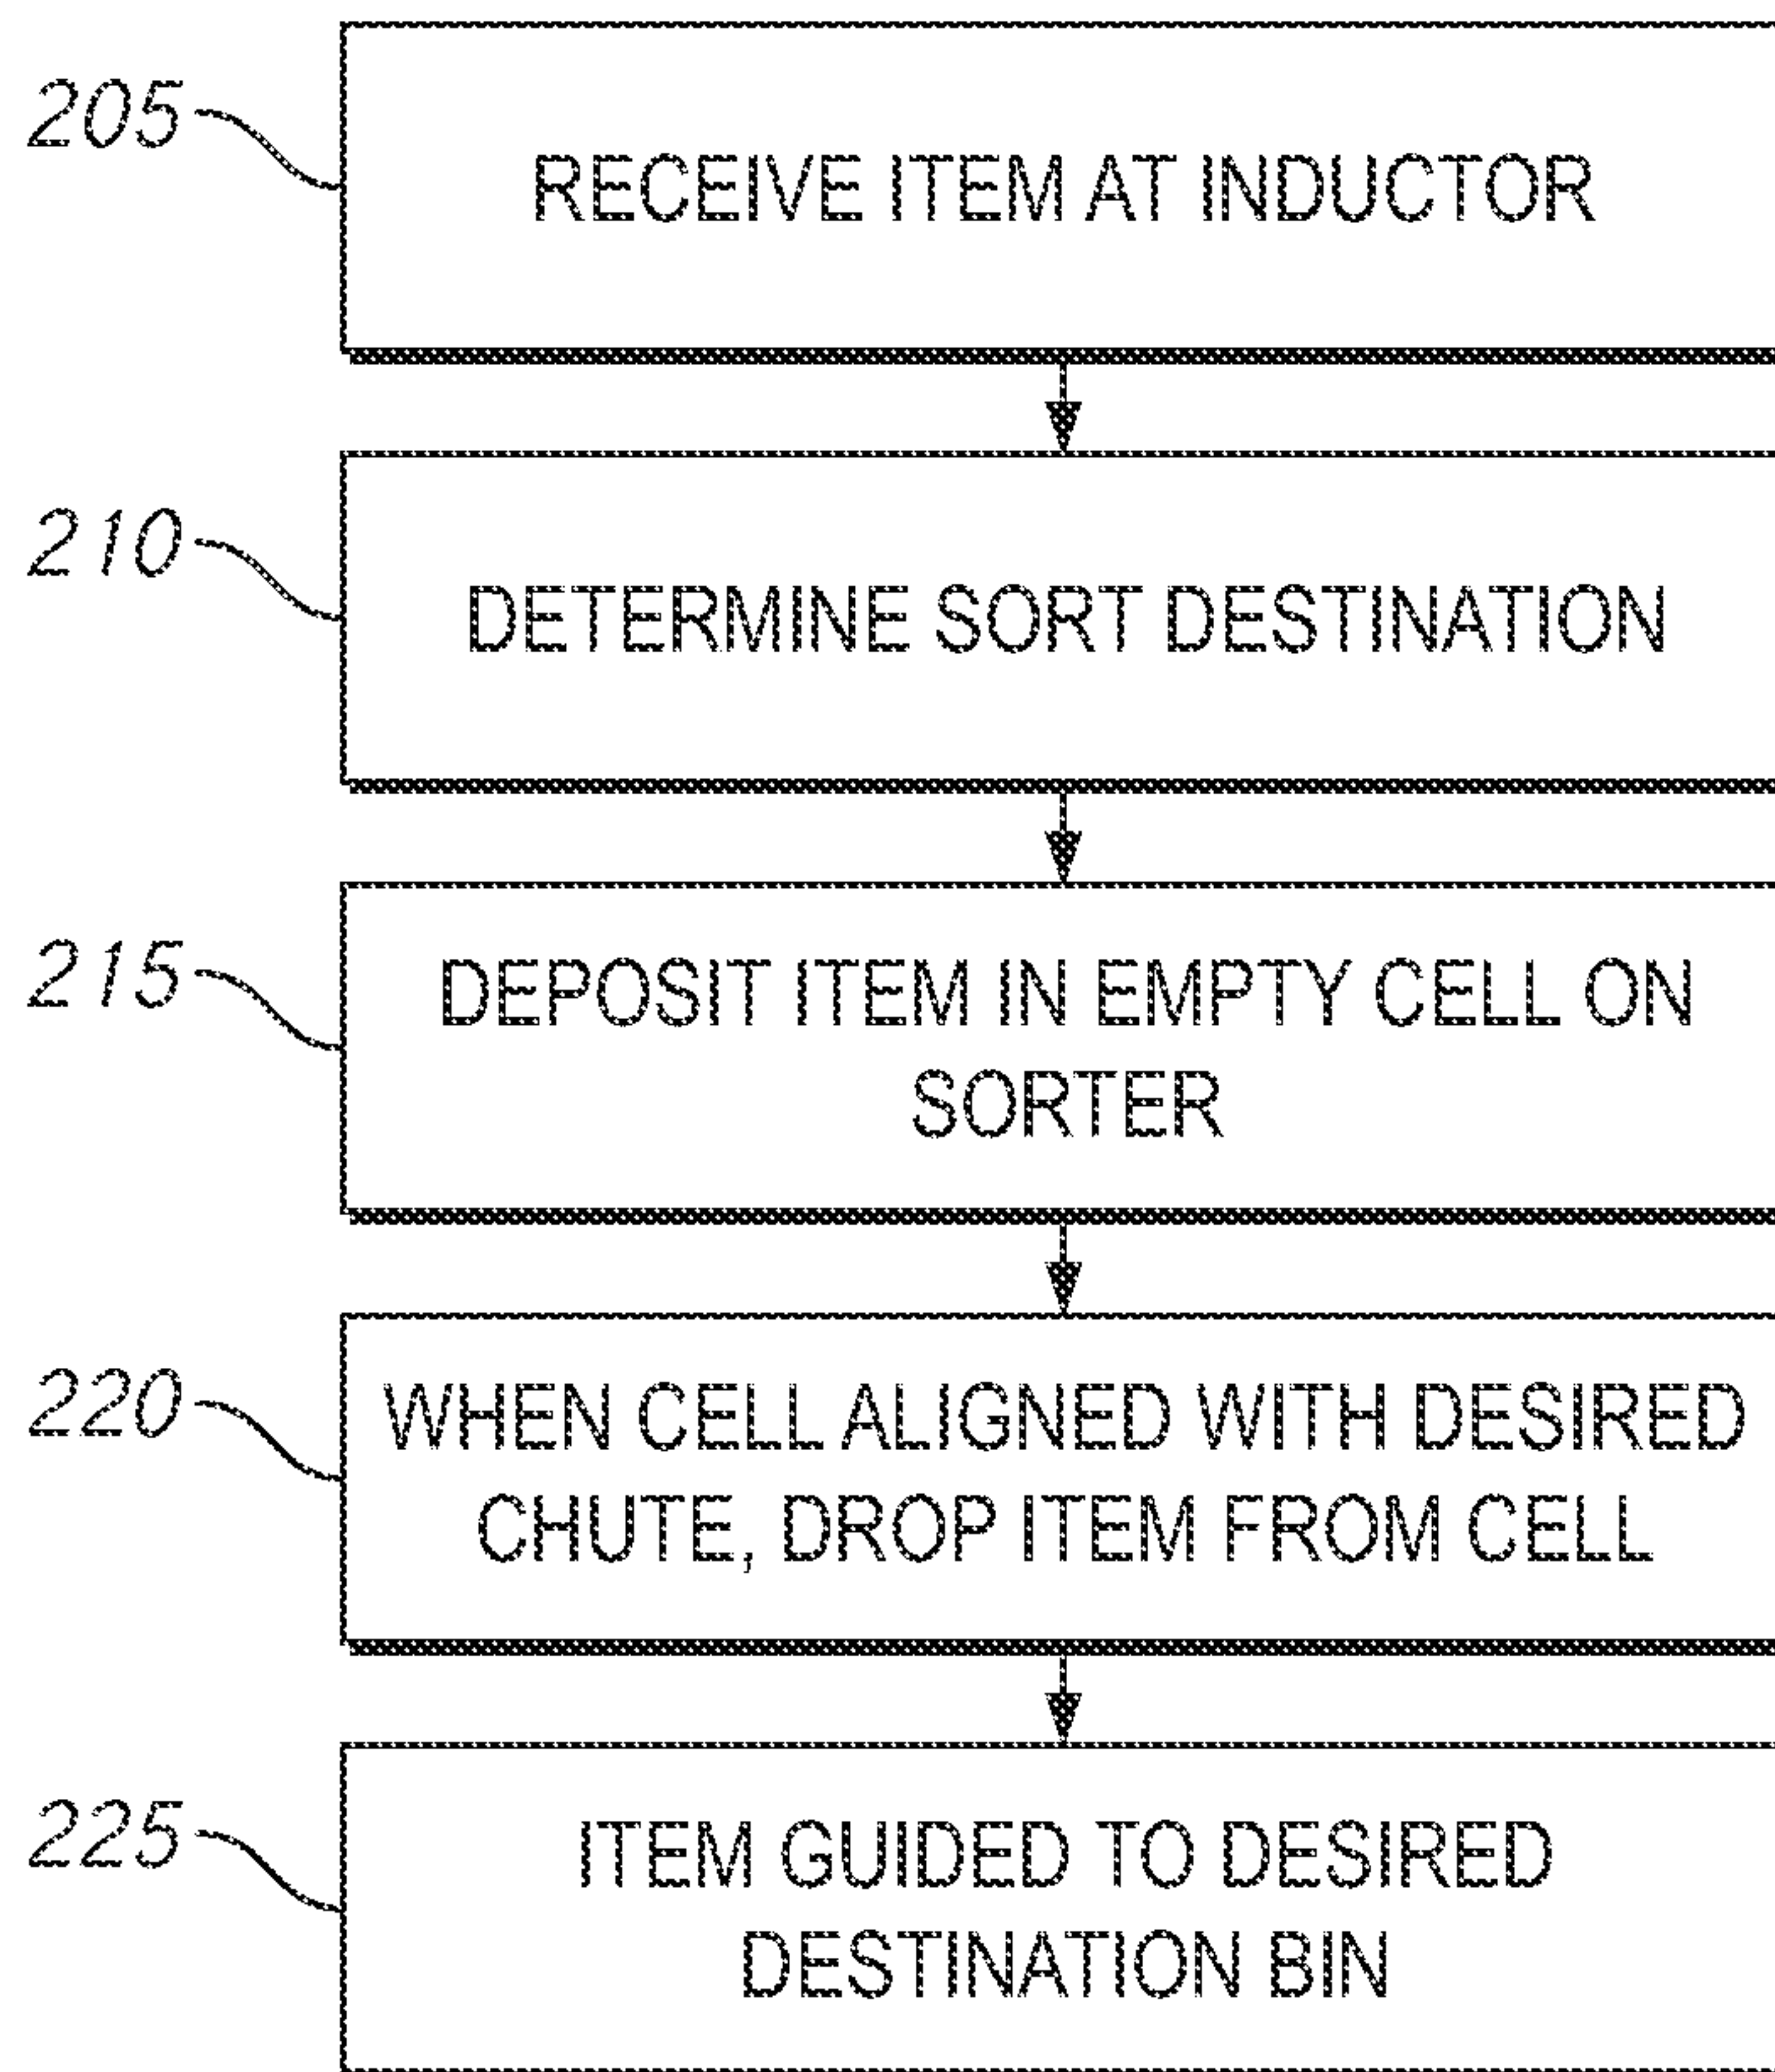 205
RECEIVE ITEM AT INDUCTOR
210
DETERMINE SORT DESTINATION
215
DEPOSIT ITEM IN EMPTY CELL ON
SORTER
220
WHEN CELL ALIGNED WITH DESIRED
CHUTE, DROP ITEM FROM CELL
225
ITEM GUIDED TO DESIRED
DESTINATION BIN